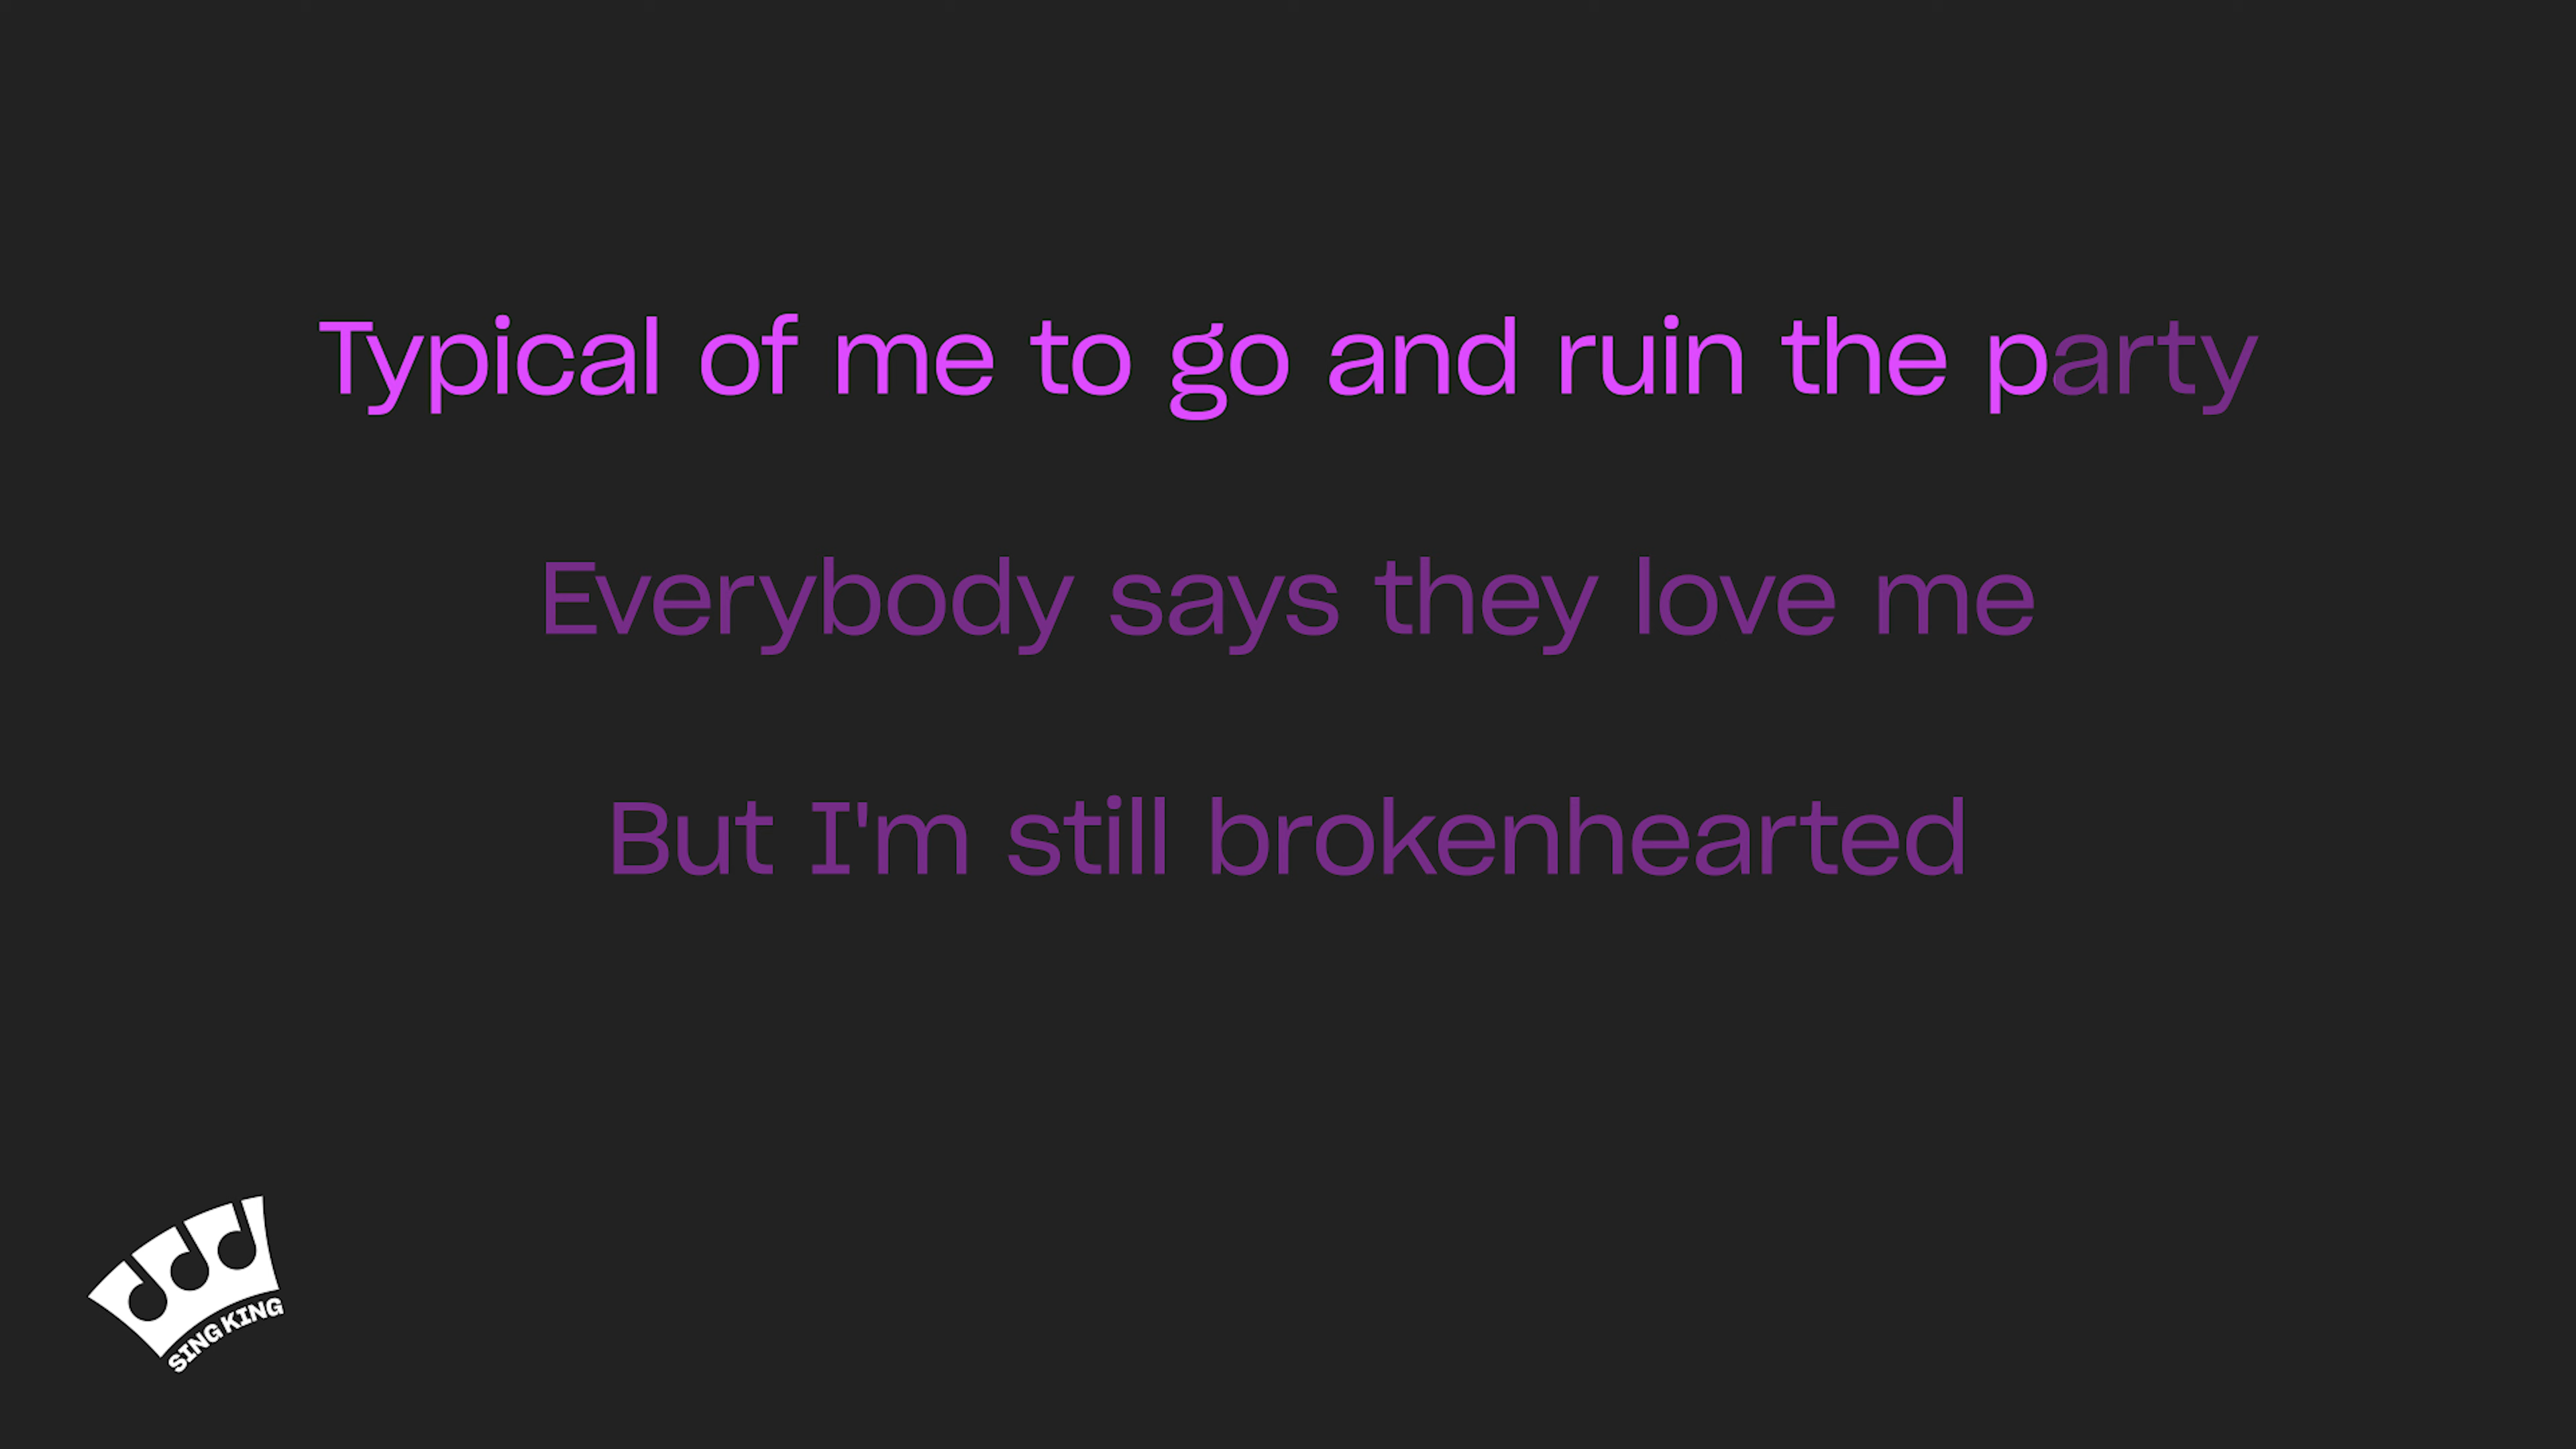 Typical of me to go and ruin the party
Everybody says they love me
But I'm still brokenhearted
SING KING